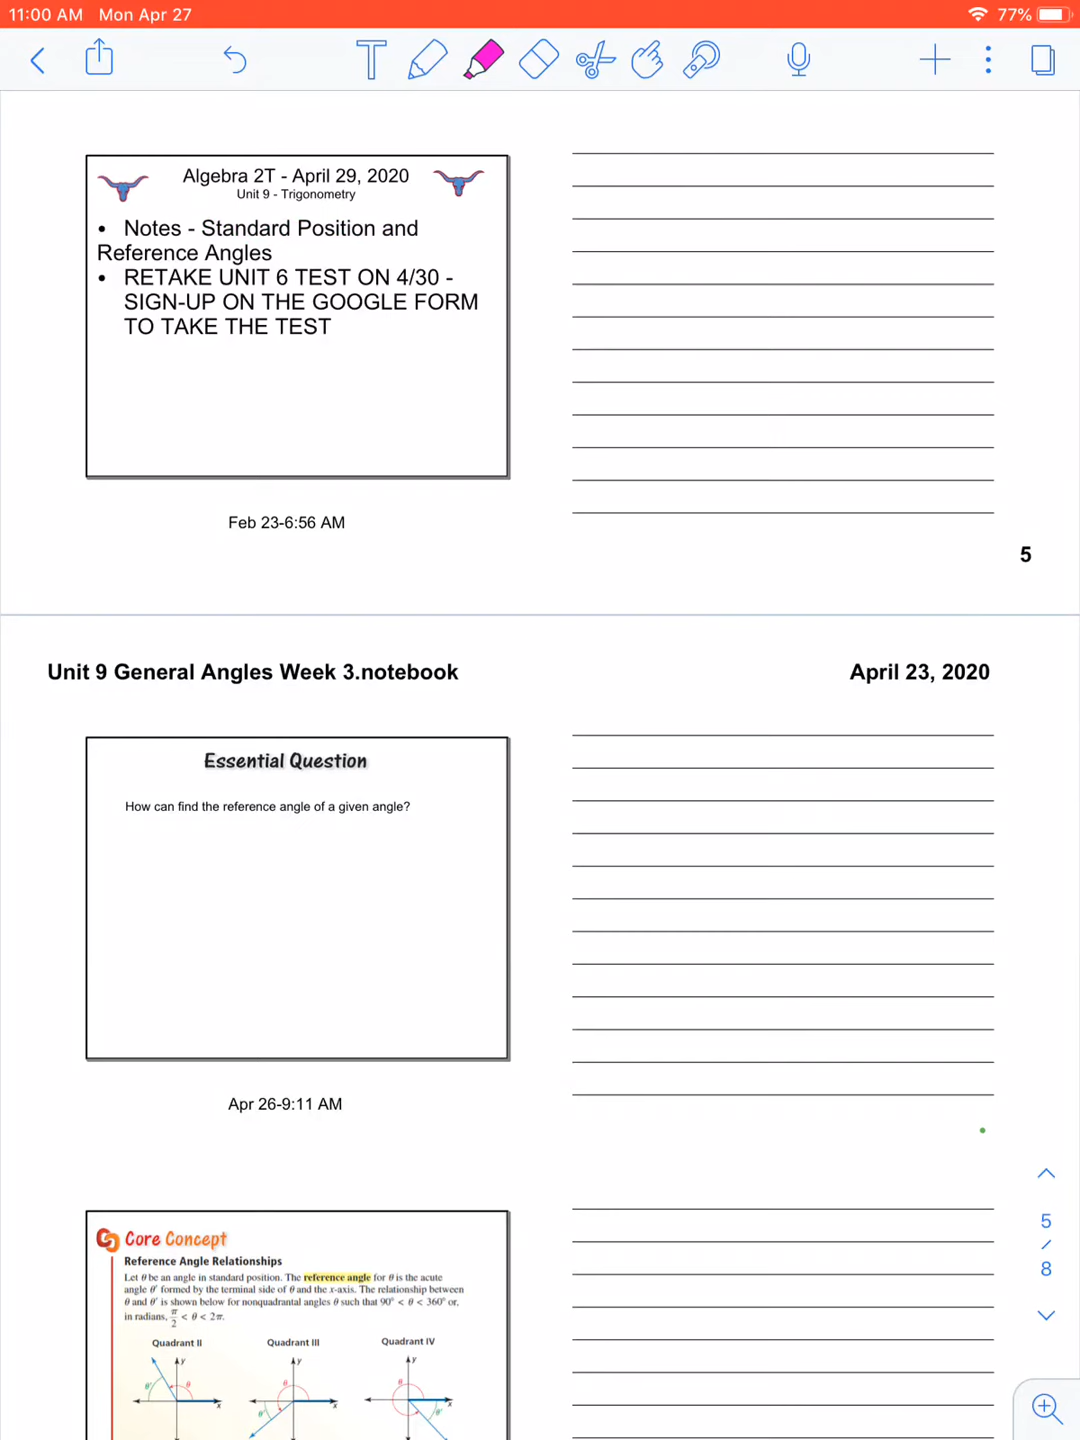 11:00 AM Mon Apr 27
77%
Algebra 2T - April 29, 2020
Unit 9 - Trigonometry
• Notes - Standard Position and
Reference Angles
• RETAKE UNIT 6 TEST ON 4/30 -
SIGN-UP ON THE GOOGLE FORM
TO TAKE THE TEST
Feb 23-6:56 AM
5
Unit 9 General Angles Week 3.notebook
April 23, 2020
Essential Question
How can find the reference angle of a given angle?
Apr 26-9:11 AM
5
/
8
Core Concept
Reference Angle Relationships
Let θ be an angle in standard position. The reference angle for θ is the acute
angle θ′ formed by the terminal side of θ and the x-axis. The relationship between
θ and θ′ is shown below for nonquadrantal angles θ such that 90° < θ < 360° or,
in radians, π/2 < θ < 2π.
Quadrant II
Quadrant III
Quadrant IV
y
y
y
θ′
θ
x
θ
θ′
x
θ
θ′
x